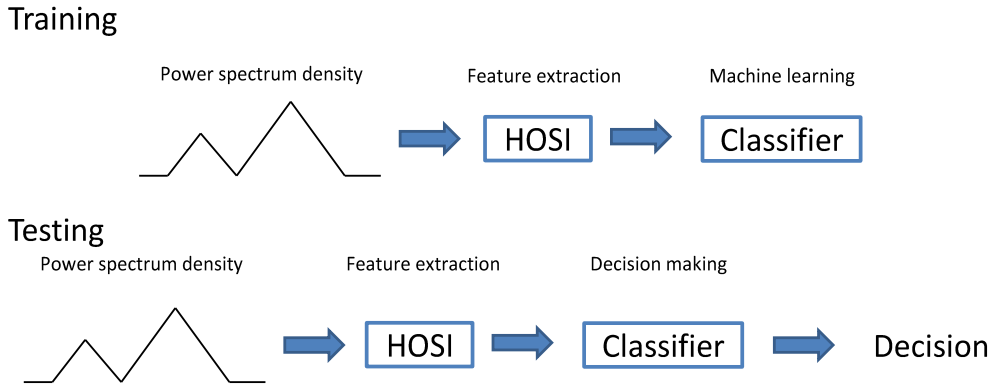 Training
Power spectrum density
Feature extraction
Machine learning
HOSI
Classifier
Testing
Power spectrum density
Feature extraction
Decision making
HOSI
Classifier
Decision